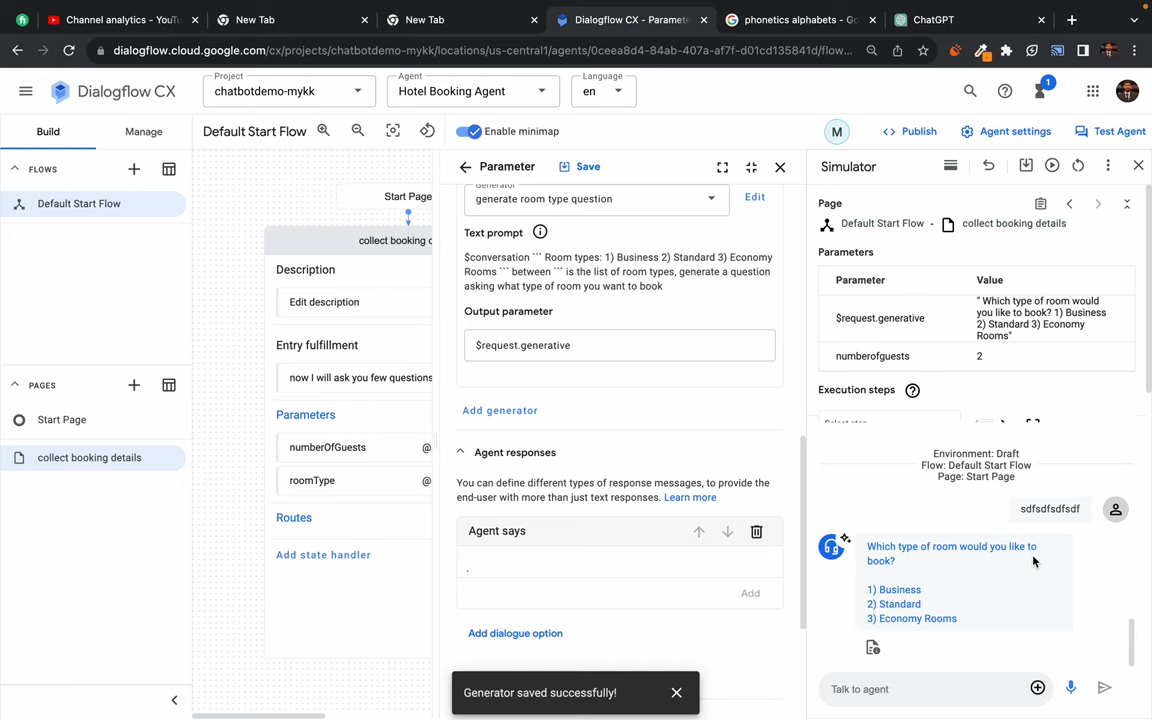 Channel analytics - YouTu
New Tab
New Tab
Dialogflow CX - Paramete
phonetics alphabets - Go
ChatGPT
dialogflow.cloud.google.com/cx/projects/chatbotdemo-mykk/locations/us-central1/agents/0ceea8d4-84ab-407a-af7f-d01cd135841d/flow...
Dialogflow CX
Project
chatbotdemo-mykk
Agent
Hotel Booking Agent
Language
en
1
Build
Manage
Default Start Flow
Enable minimap
M
Publish
Agent settings
Test Agent
FLOWS
Default Start Flow
PAGES
Start Page
collect booking details
Start Page
collect booking d
Description
Edit description
Entry fulfillment
now I will ask you few questions
Parameters
numberOfGuests
@
roomType
@
Routes
Add state handler
Parameter
Save
Generator
generate room type question
Edit
Text prompt
$conversation ``` Room types: 1) Business 2) Standard 3) Economy
Rooms ``` between ``` is the list of room types, generate a question
asking what type of room you want to book
Output parameter
$request.generative
Add generator
Agent responses
You can define different types of response messages, to provide the
end-user with more than just text responses. Learn more
Agent says
.
Add
Add dialogue option
Generator saved successfully!
Simulator
Page
Default Start Flow -
collect booking details
Parameters
Parameter
Value
$request.generative
" Which type of room would
you like to book? 1) Business
2) Standard 3) Economy
Rooms"
numberofguests
2
Execution steps
Select step
Environment: Draft
Flow: Default Start Flow
Page: Start Page
sdfsdfsdfsdf
Which type of room would you like to
book?
1) Business
2) Standard
3) Economy Rooms
Talk to agent